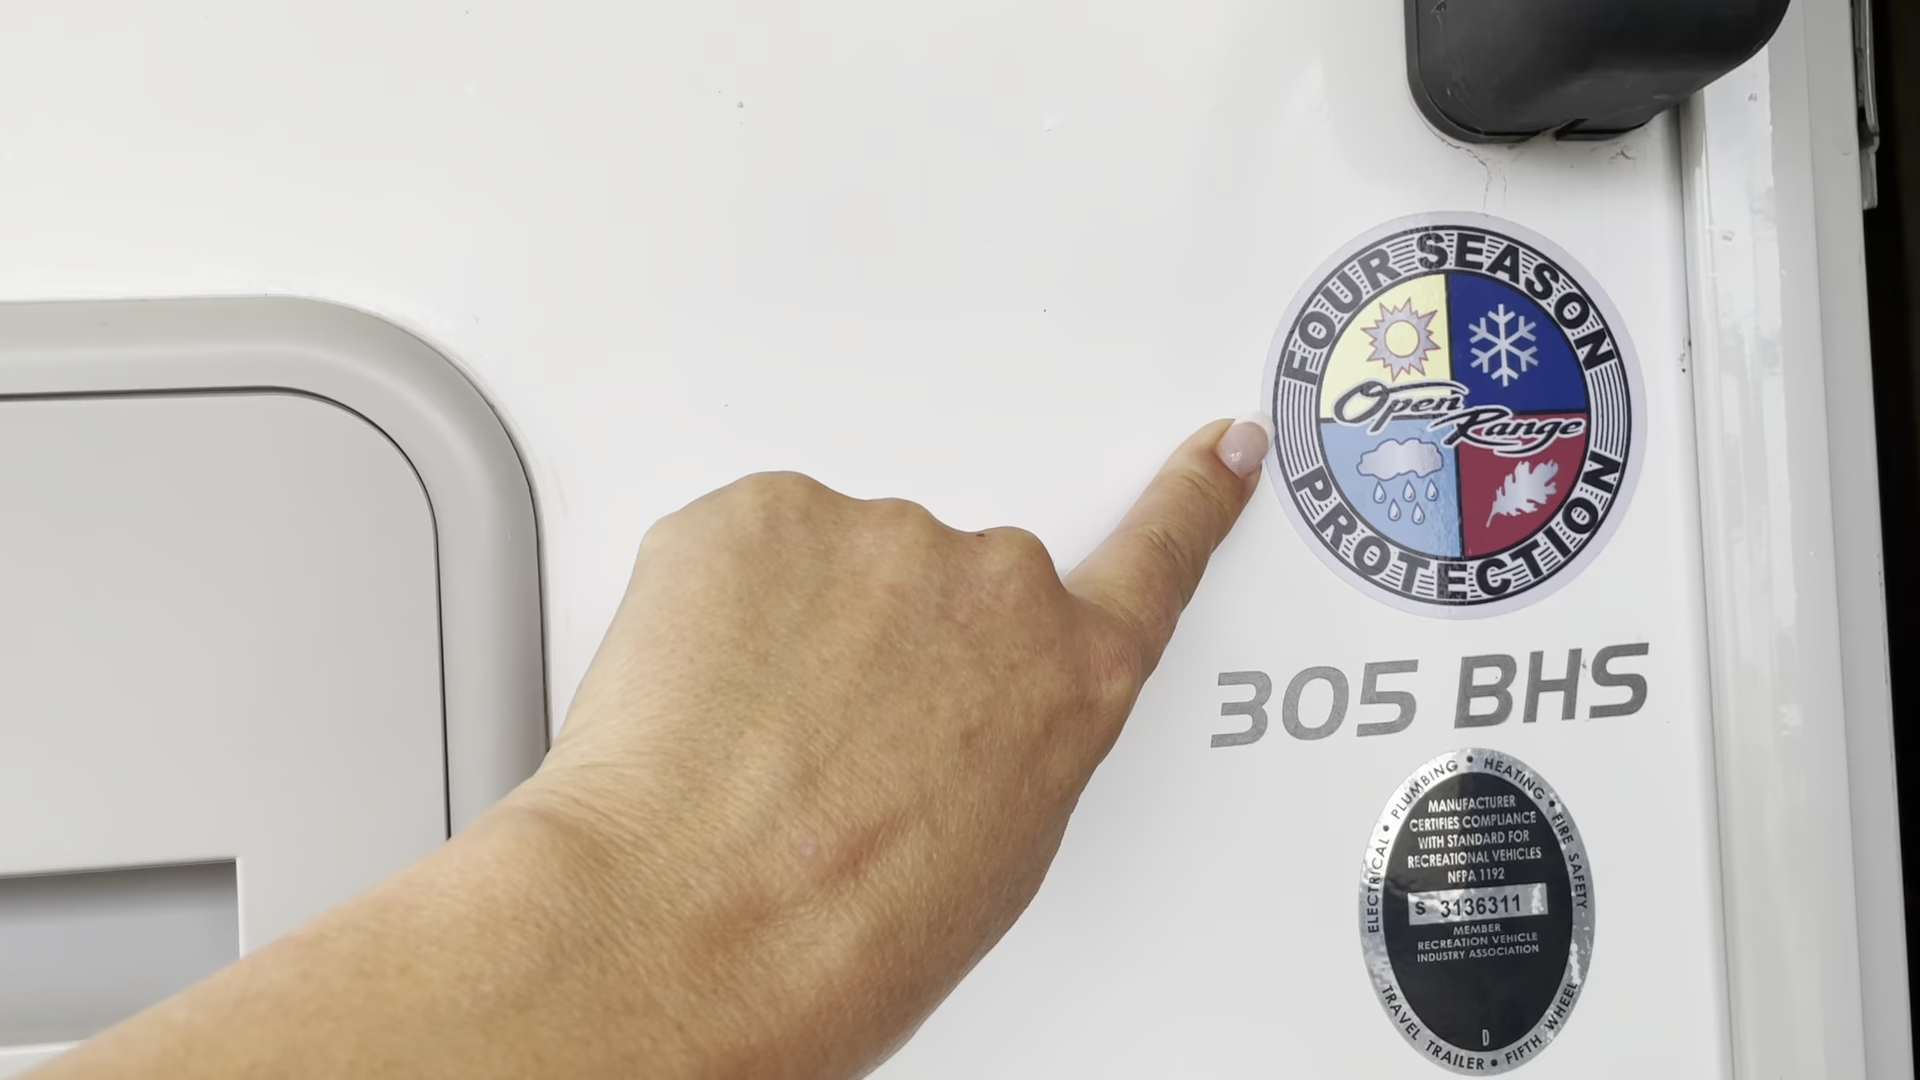 FOUR SEASON
Open
Range
PROTECTION
305 BHS
ELECTRICAL • PLUMBING • HEATING • FIRE SAFETY
MANUFACTURER
CERTIFIES COMPLIANCE
WITH STANDARD FOR
RECREATIONAL VEHICLES
NFPA 1192
S 3136311
MEMBER
RECREATION VEHICLE
INDUSTRY ASSOCIATION
D
TRAVEL TRAILER • FIFTH WHEEL